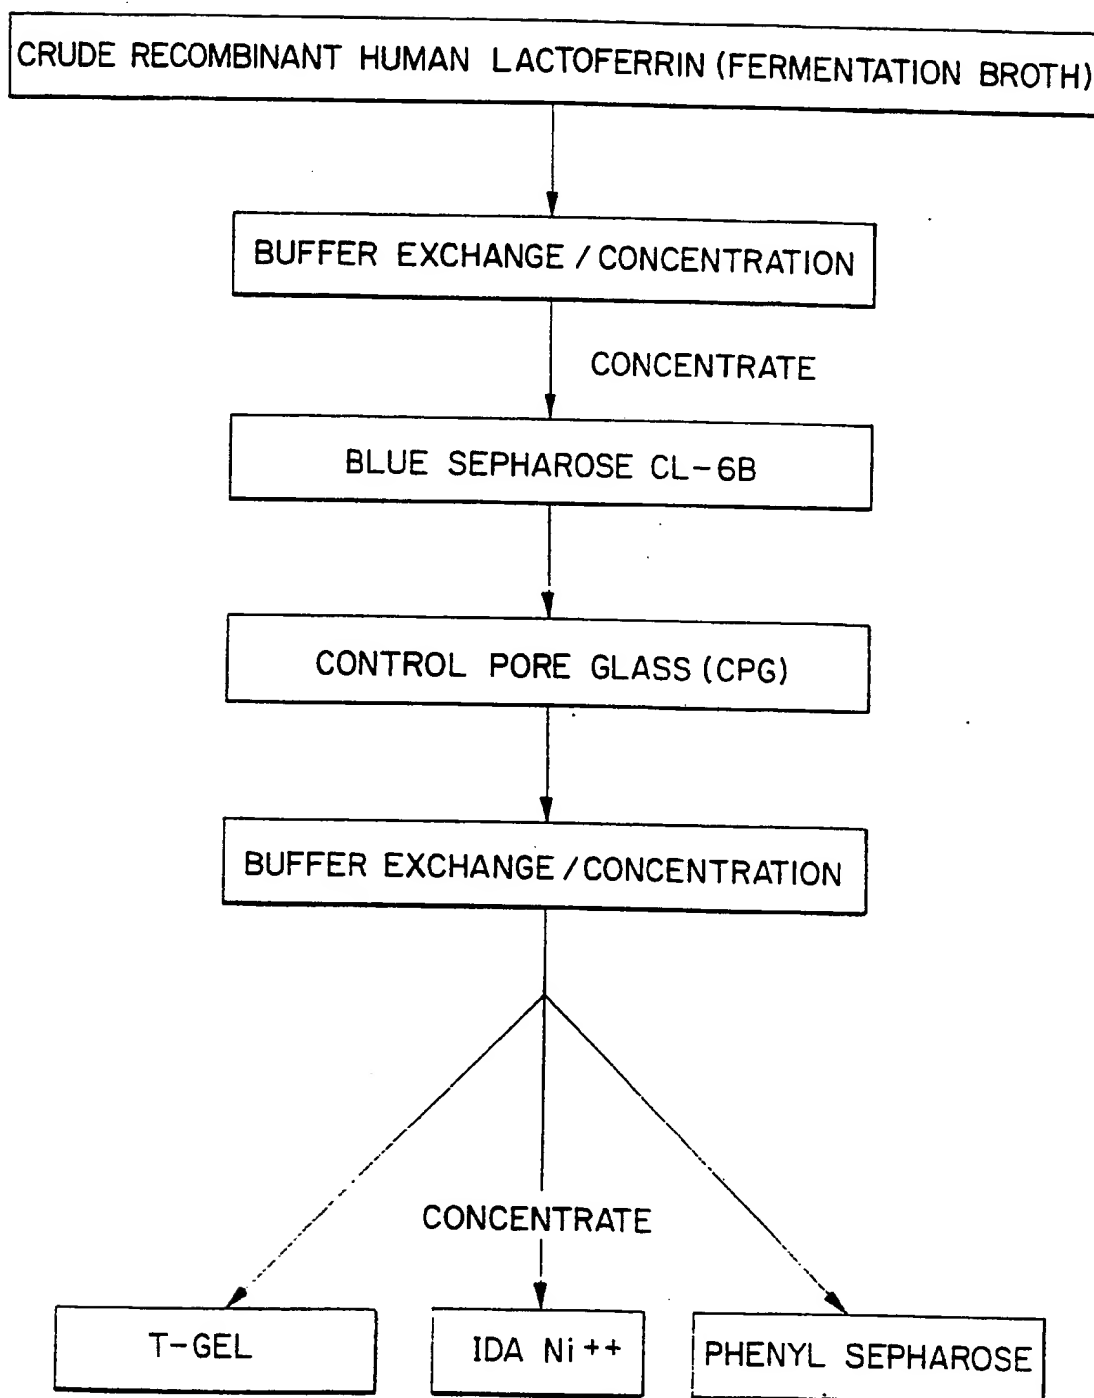 CRUDE RECOMBINANT HUMAN LACTOFERRIN (FERMENTATION BROTH)
BUFFER EXCHANGE / CONCENTRATION
CONCENTRATE
BLUE SEPHAROSE CL-6B
CONTROL PORE GLASS (CPG)
BUFFER EXCHANGE / CONCENTRATION
CONCENTRATE
T-GEL
IDA Ni++
PHENYL SEPHAROSE